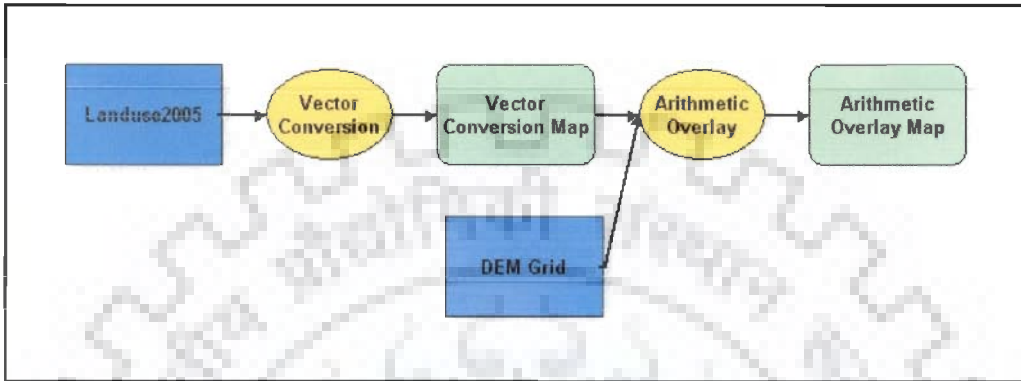 Landuse2005
Vector
Conversion
Vector
Conversion Map
Arithmetic
Overlay
Arithmetic
Overlay Map
DEM Grid